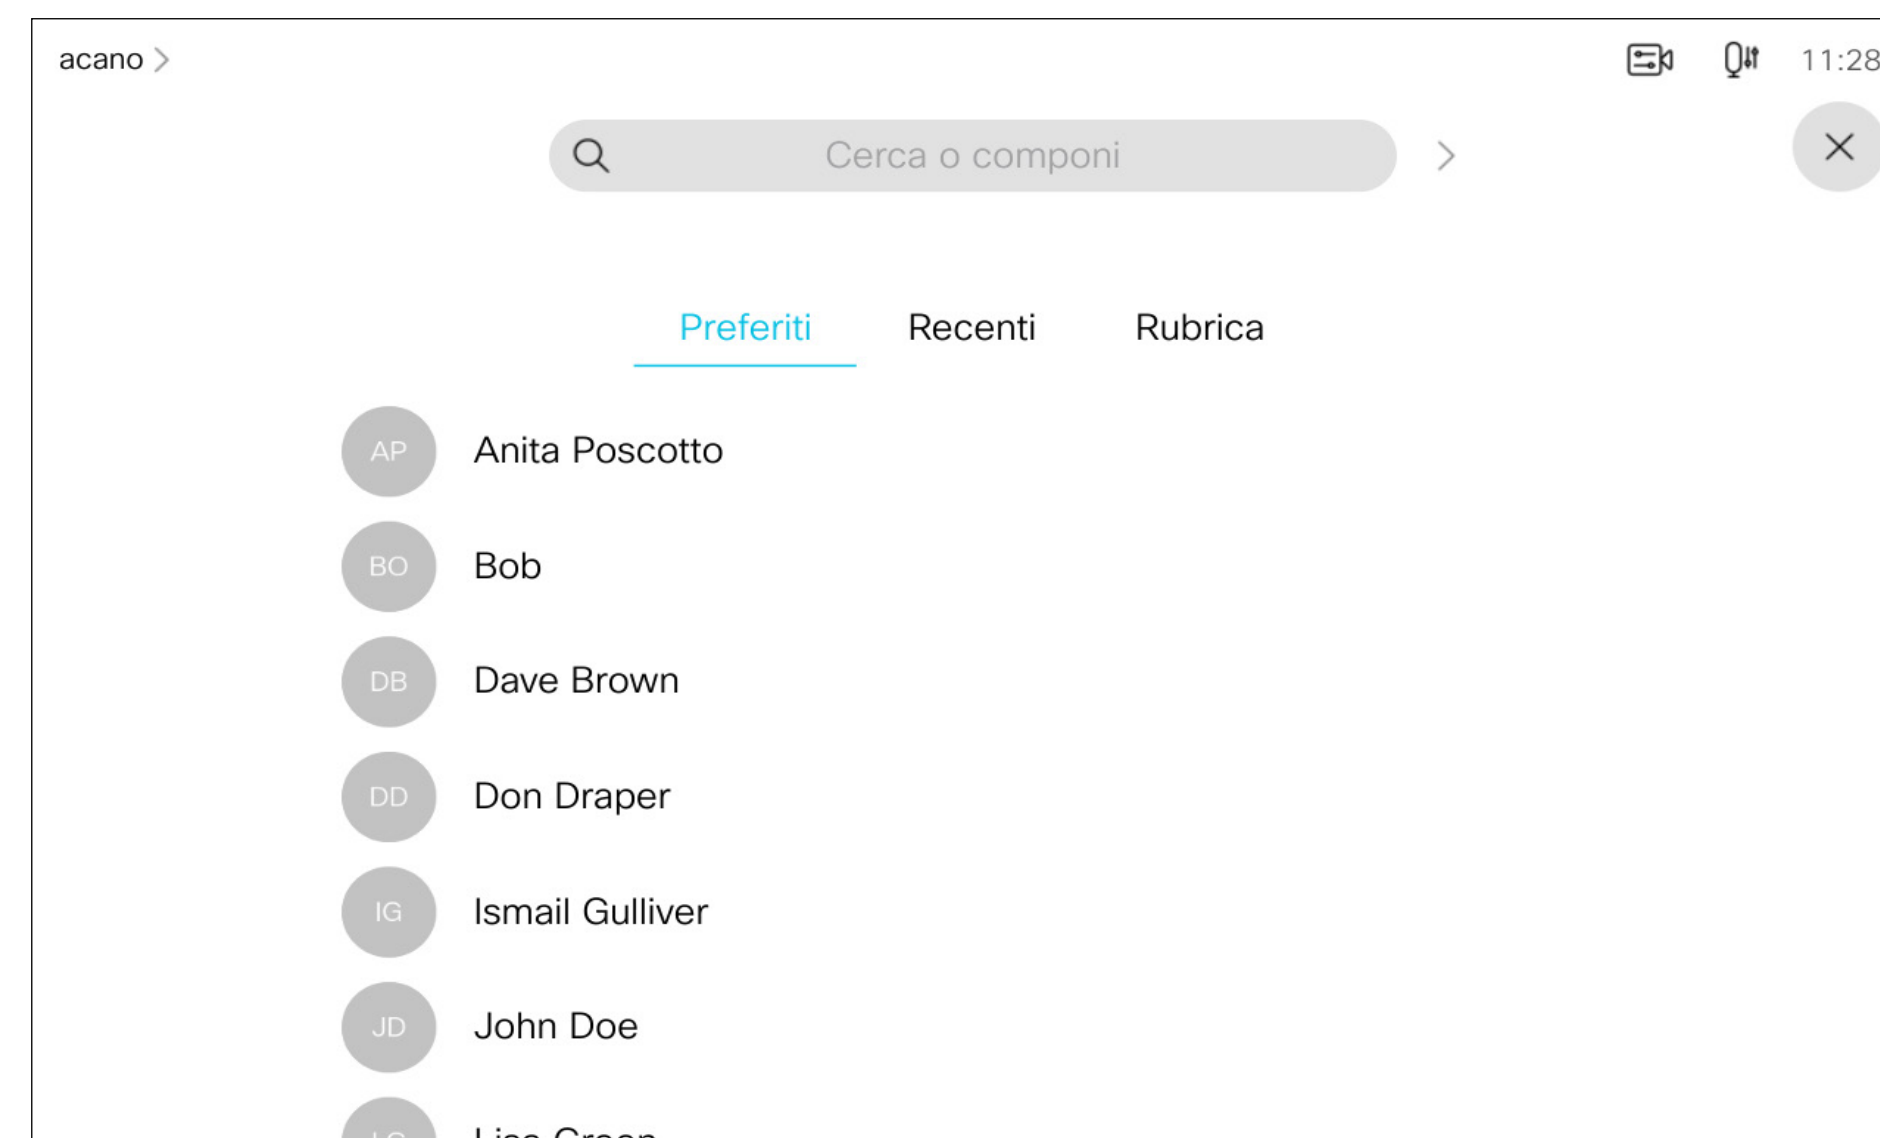 acano
11:28
Cerca o componi
Preferiti Recenti Rubrica
AP Anita Poscotto
BO Bob
DB Dave Brown
DD Don Draper
IG Ismail Gulliver
JD John Doe